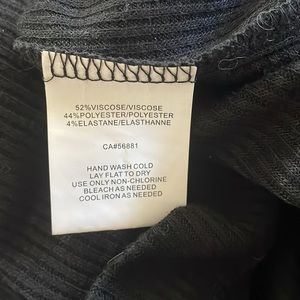 52%VISCOSE/VISCOSE
44%POLYESTER/POLYESTER
4%ELASTANE/ELASTHANNE
CA#56881
HAND WASH COLD
LAY FLAT TO DRY
USE ONLY NON-CHLORINE
BLEACH AS NEEDED
COOL IRON AS NEEDED